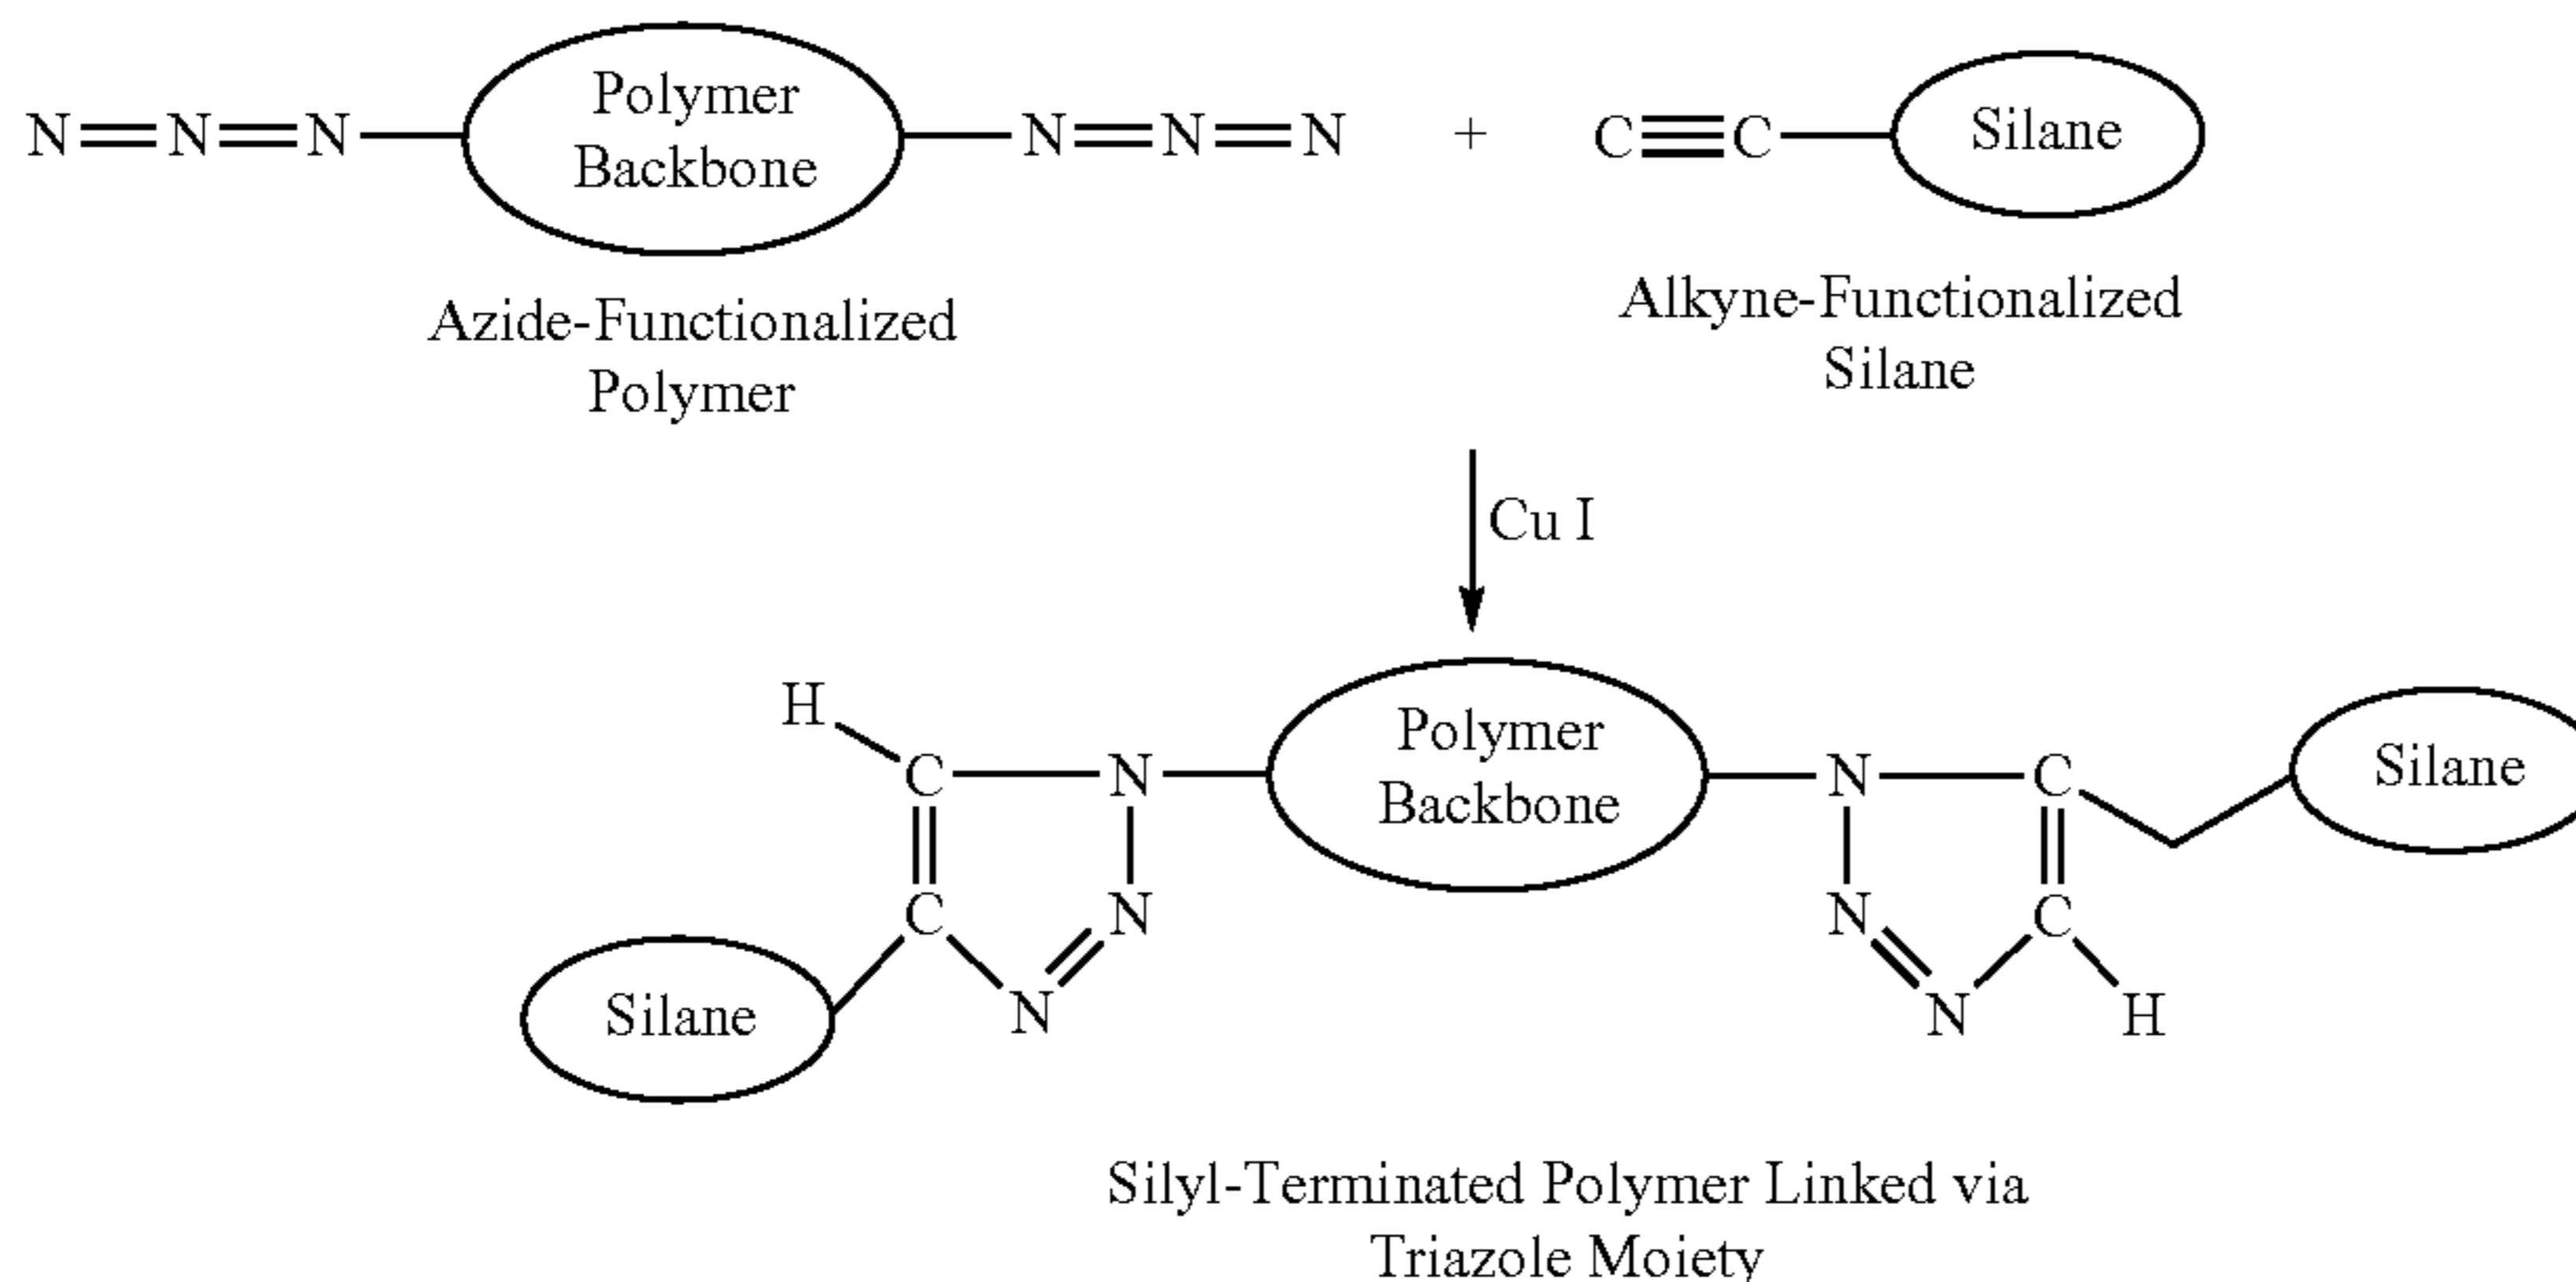 N=N=N Polymer Backbone N=N=N + C≡C Silane
Azide-Functionalized
Polymer
Alkyne-Functionalized
Silane
Cu I
H
C N Polymer Backbone N C Silane
C N N C
Silane N N H
Silyl-Terminated Polymer Linked via
Triazole Moiety